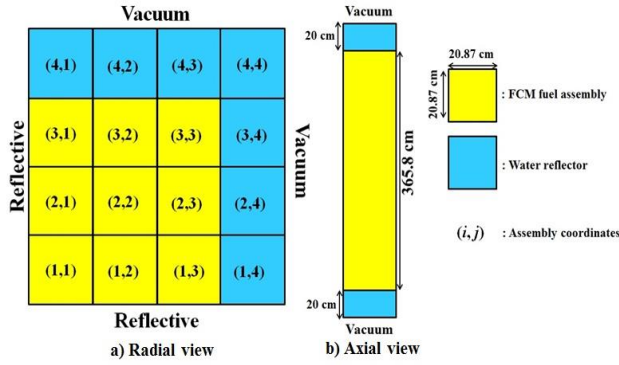 Vacuum
(4,1) (4,2) (4,3) (4,4)
(3,1) (3,2) (3,3) (3,4)
(2,1) (2,2) (2,3) (2,4)
(1,1) (1,2) (1,3) (1,4)
Reflective
Vacuum
Reflective
a) Radial view
Vacuum
20 cm
365.8 cm
20 cm
Vacuum
b) Axial view
20.87 cm
20.87 cm
: FCM fuel assembly
: Water reflector
(i, j) : Assembly coordinates